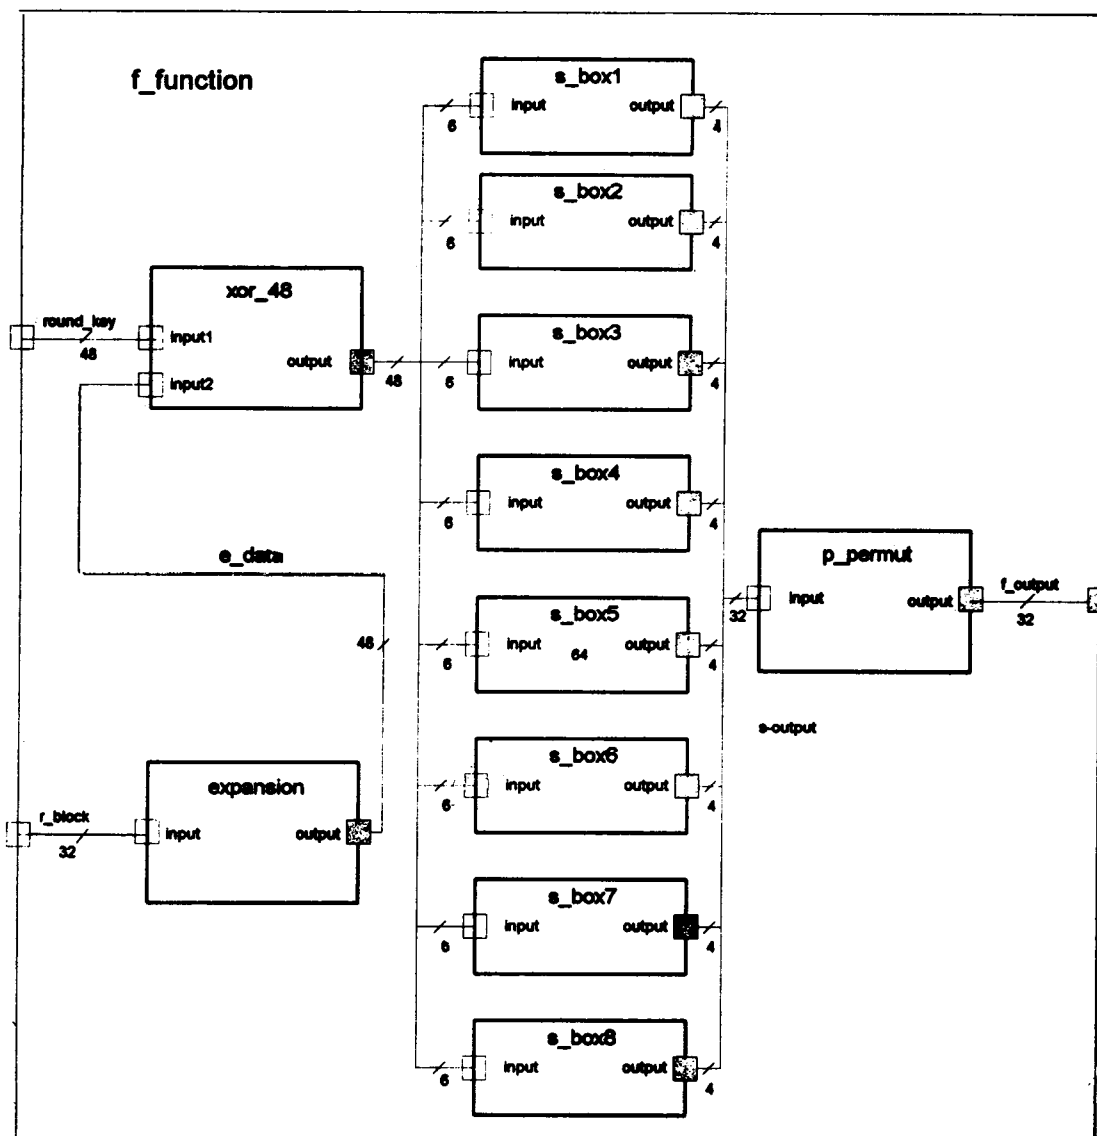 f_function
s_box1
input output
6 4
s_box2
input output
6 4
xor_48
round_key
48
input1
input2
output
48
s_box3
input output
6 4
s_box4
input output
6 4
e_data
48
s_box5
input output
64
6 4
p_permut
input output
32
f_output
32
s-output
expansion
r_block
32
input output
s_box6
input output
6 4
s_box7
input output
6 4
s_box8
input output
6 4